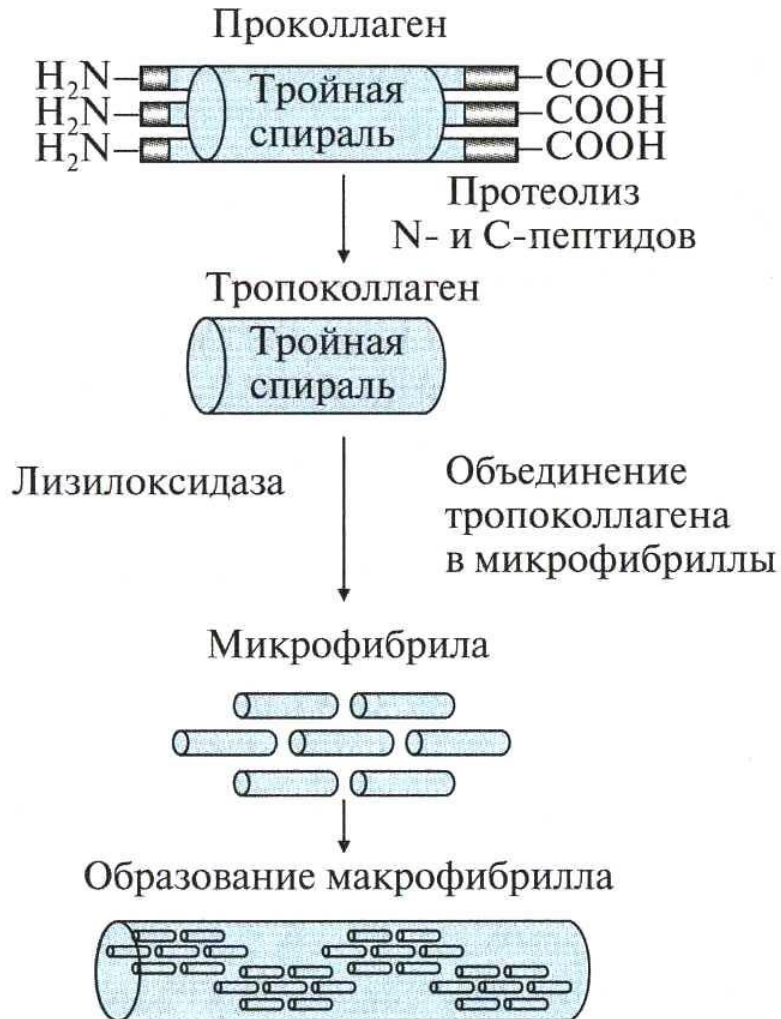 Проколлаген
H₂N
H₂N
H₂N
Тройная
спираль
COOH
COOH
COOH
Протеолиз
N- и С-пептидов
Тропоколлаген
Тройная
спираль
Лизилоксидаза
Объединение
тропоколлагена
в микрофибриллы
Микрофибрила
Образование макрофибрилла